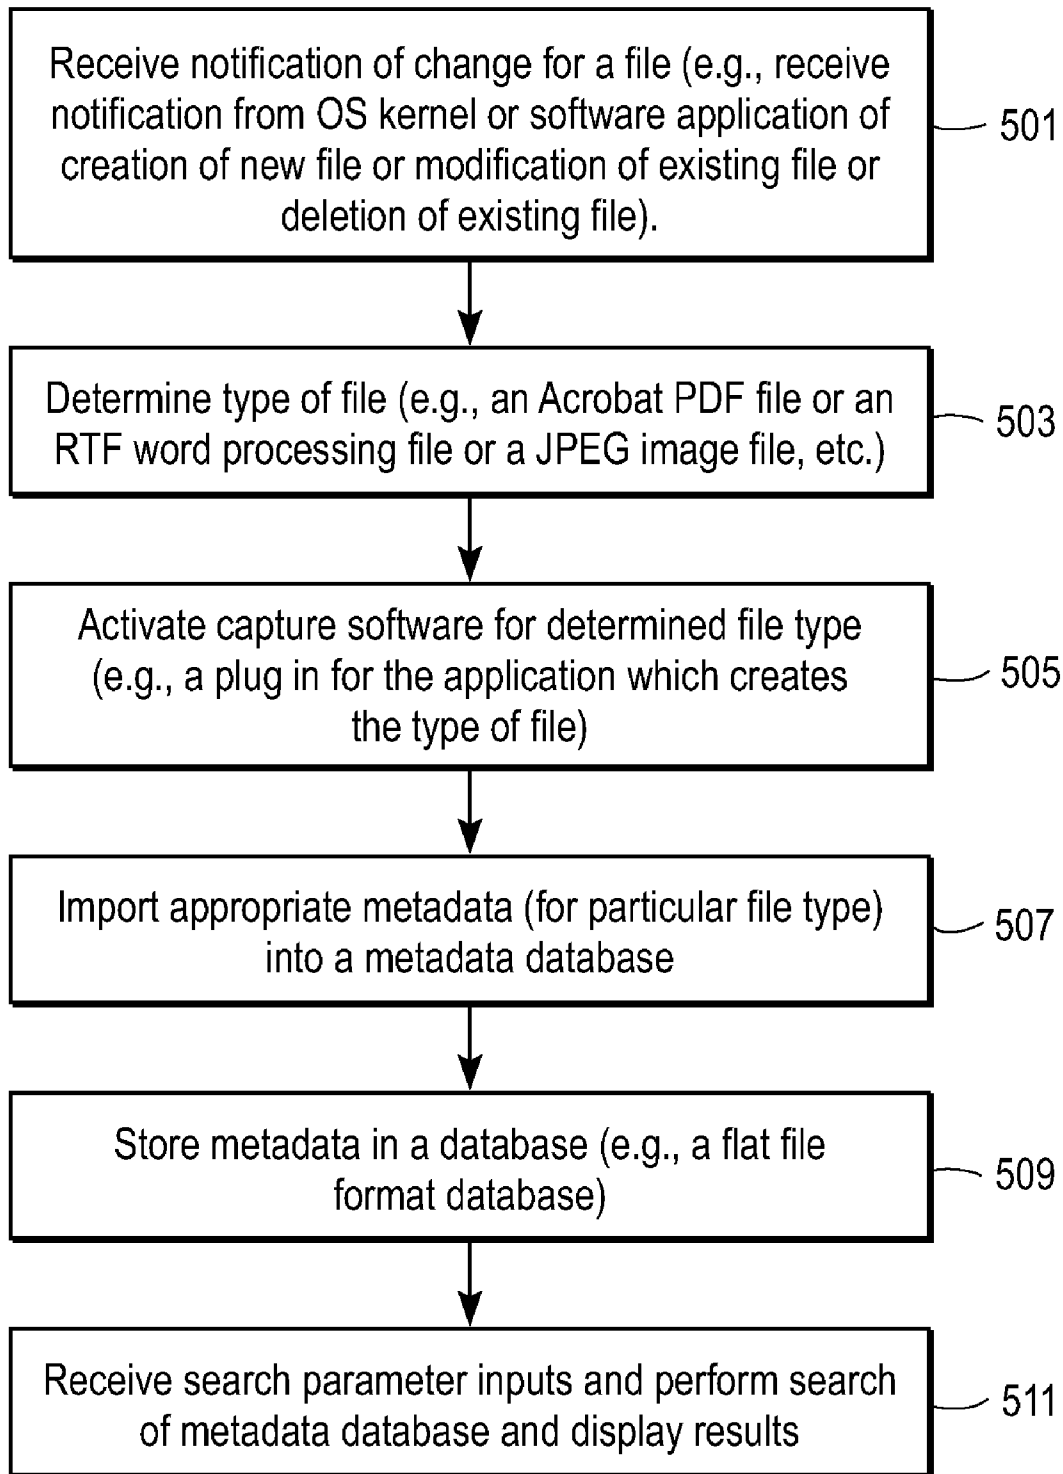 Receive notification of change for a file (e.g., receive
notification from OS kernel or software application of
creation of new file or modification of existing file or
deletion of existing file).
501
Determine type of file (e.g., an Acrobat PDF file or an
RTF word processing file or a JPEG image file, etc.)
503
Activate capture software for determined file type
(e.g., a plug in for the application which creates
the type of file)
505
Import appropriate metadata (for particular file type)
into a metadata database
507
Store metadata in a database (e.g., a flat file
format database)
509
Receive search parameter inputs and perform search
of metadata database and display results
511